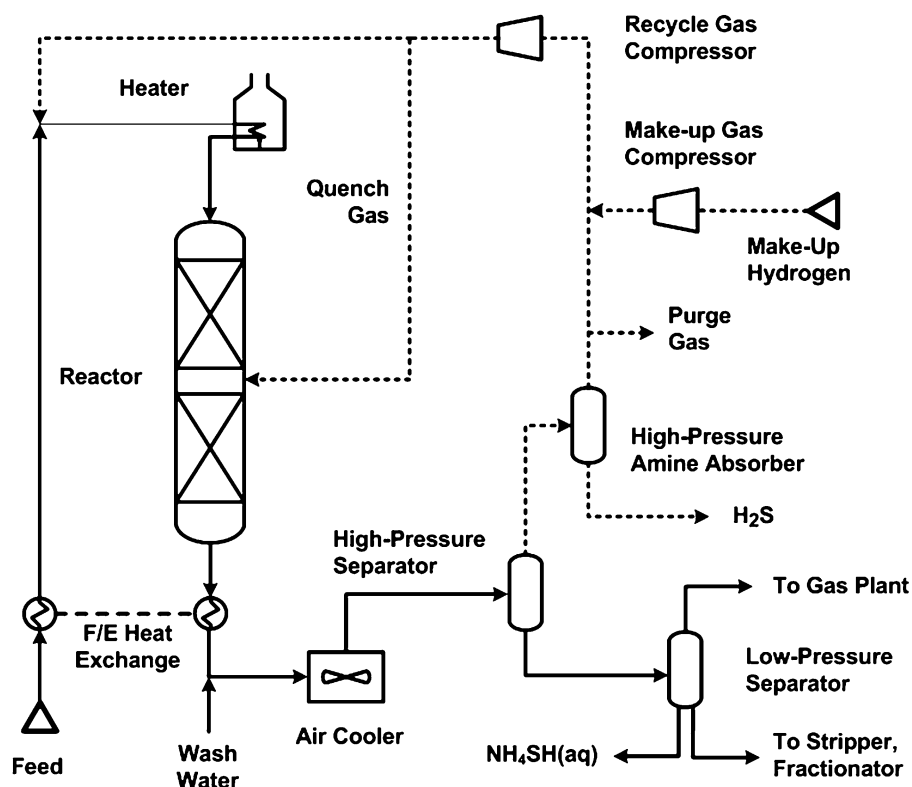 Recycle Gas
Compressor
Heater
Make-up Gas
Compressor
Quench
Gas
Make-Up
Hydrogen
Purge
Gas
Reactor
High-Pressure
Amine Absorber
H₂S
High-Pressure
Separator
To Gas Plant
F/E Heat
Exchange
Low-Pressure
Separator
Air Cooler
Feed
Wash
Water
NH₄SH(aq)
To Stripper,
Fractionator